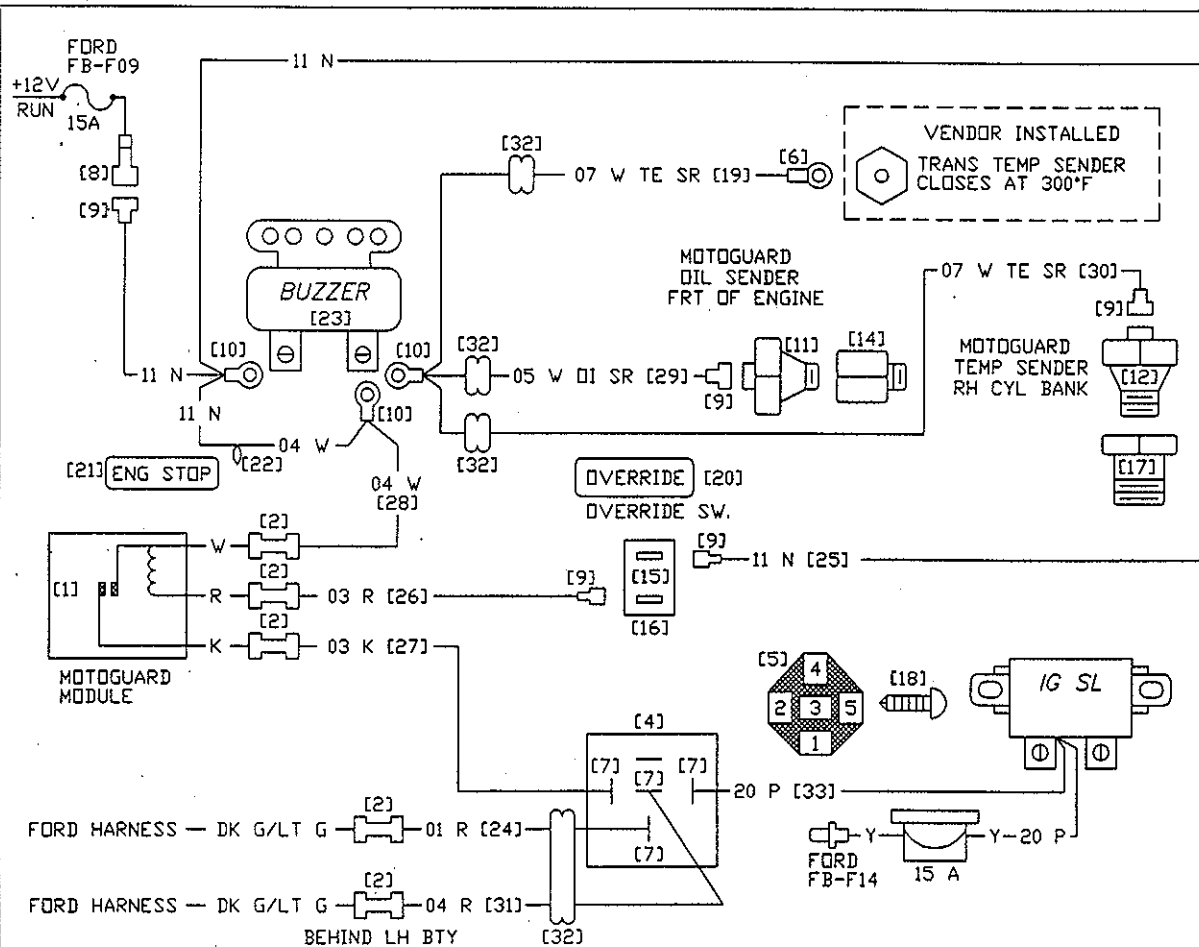 FORD
FB-F09
+12V
RUN
15A
11 N
[8]
[9]
[32]
07 W TE SR [19]
[6]
VENDOR INSTALLED
TRANS TEMP SENDER
CLOSES AT 300°F
BUZZER
[23]
MOTOGUARD
OIL SENDER
FRT OF ENGINE
07 W TE SR [30]
[9]
[10]
11 N
[10]
[32]
05 W OI SR [29]
[9]
[11]
[14]
MOTOGUARD
TEMP SENDER
RH CYL BANK
[12]
11 N
[10]
[32]
04 W
[22]
[21] ENG STOP
04 W
[28]
OVERRIDE [20]
OVERRIDE SW.
[17]
[1]
W
[2]
[9]
11 N [25]
[15]
[16]
R
[2]
03 R [26]
[9]
K
[2]
03 K [27]
MOTOGUARD
MODULE
[5]
4
2
3
5
1
[18]
IG SL
[4]
[7]
[7]
[7]
[7]
20 P [33]
FORD HARNESS — DK G/LT G
[2]
01 R [24]
FORD
FB-F14
Y
15 A
Y
20 P
FORD HARNESS — DK G/LT G
[2]
04 R [31]
BEHIND LH BTY
[32]